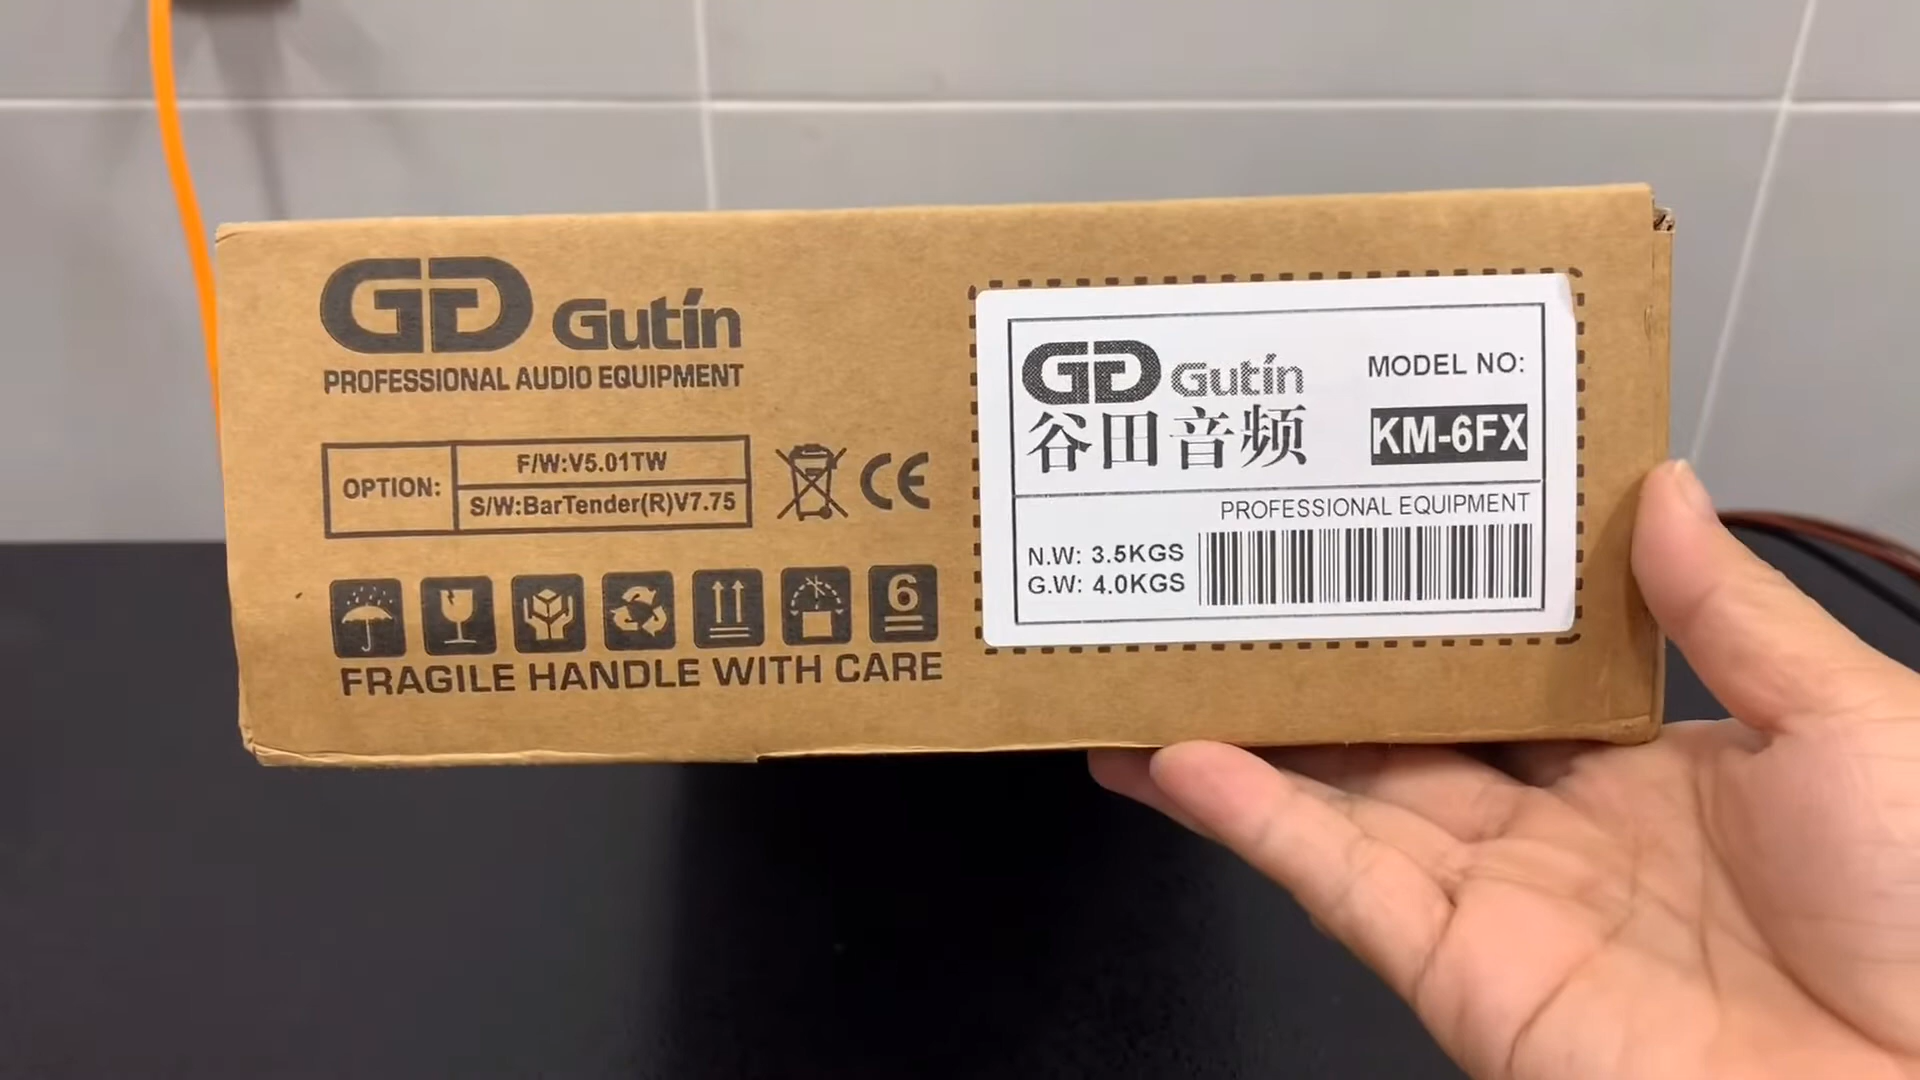 GG Gutín
PROFESSIONAL AUDIO EQUIPMENT
OPTION:
F/W:V5.01TW
S/W:BarTender(R)V7.75
CE
6
FRAGILE HANDLE WITH CARE
GG Gutín
谷田音频
MODEL NO:
KM-6FX
PROFESSIONAL EQUIPMENT
N.W: 3.5KGS
G.W: 4.0KGS